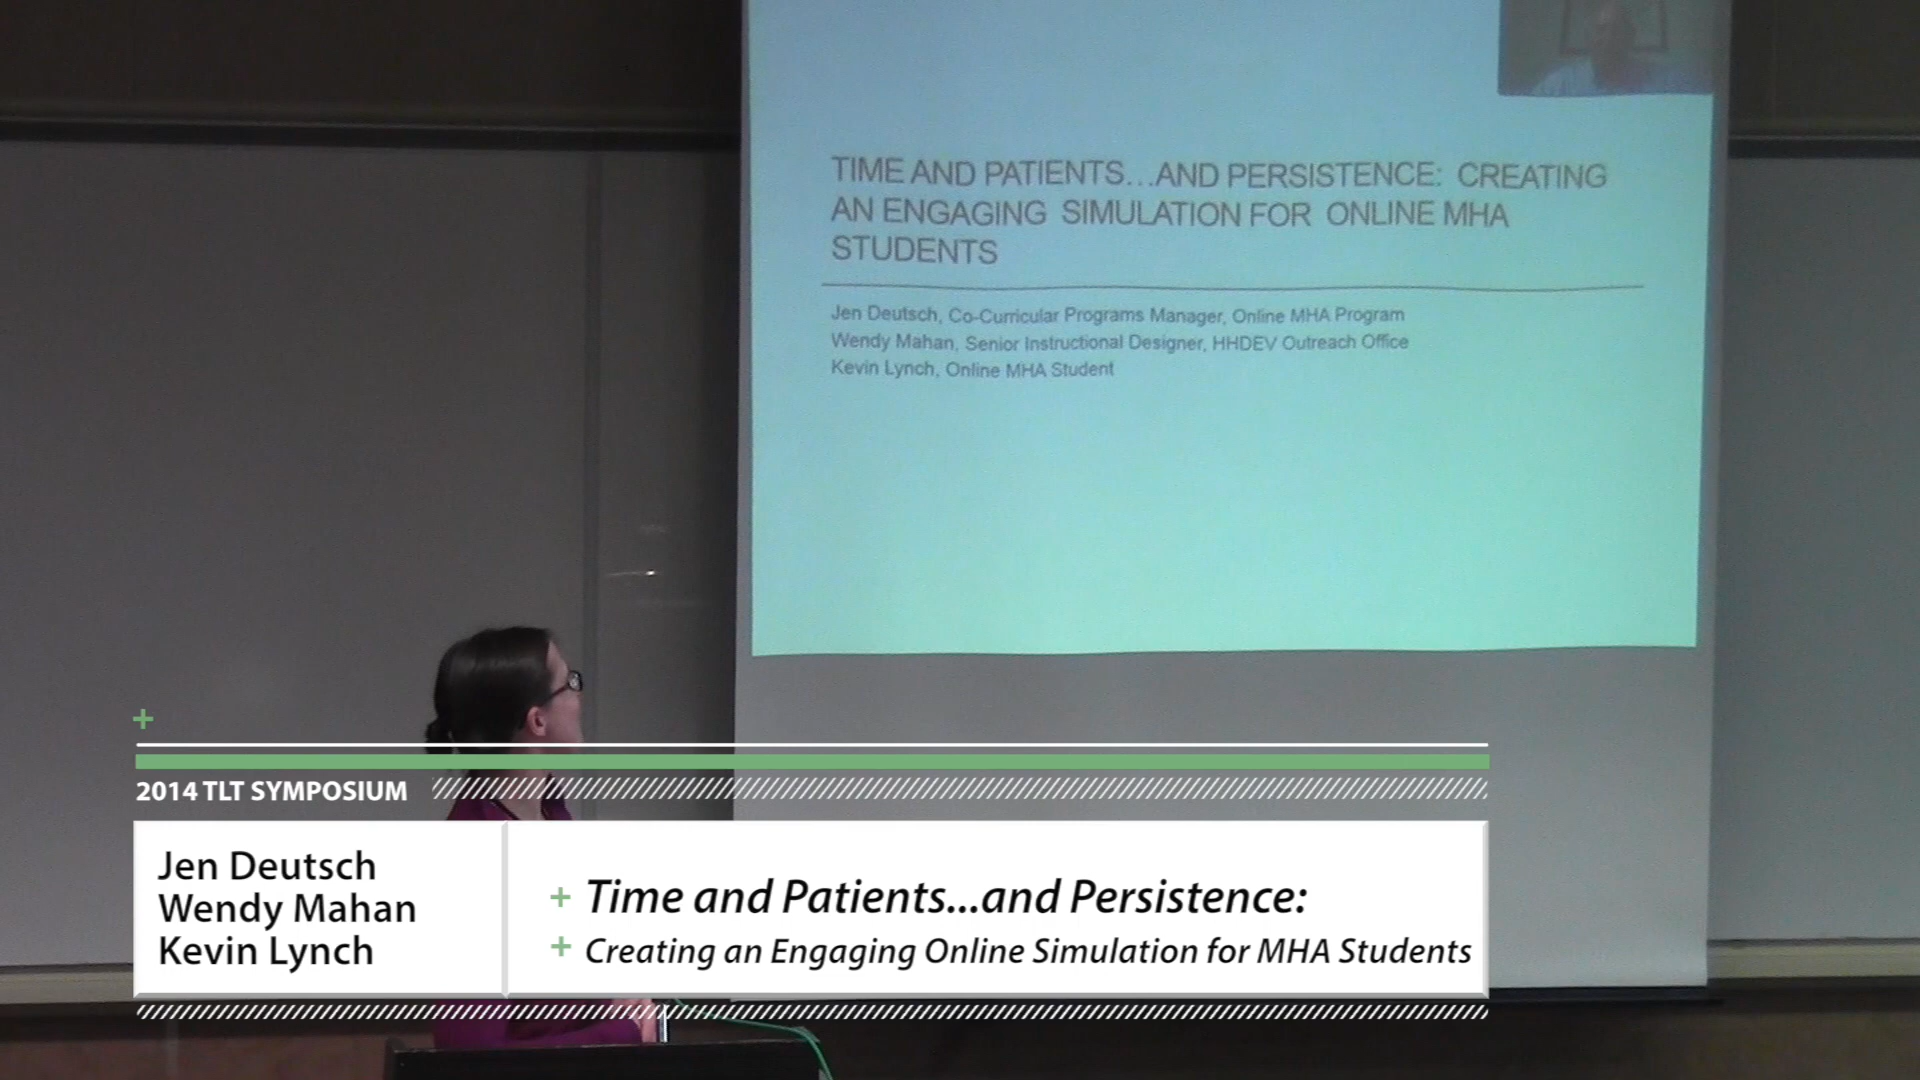 TIME AND PATIENTS...AND PERSISTENCE: CREATING
AN ENGAGING SIMULATION FOR ONLINE MHA
STUDENTS
Jen Deutsch, Co-Curricular Programs Manager, Online MHA Program
Wendy Mahan, Senior Instructional Designer, HHDEV Outreach Office
Kevin Lynch, Online MHA Student
2014 TLT SYMPOSIUM
Jen Deutsch
Wendy Mahan
Kevin Lynch
+ Time and Patients...and Persistence:
+ Creating an Engaging Online Simulation for MHA Students